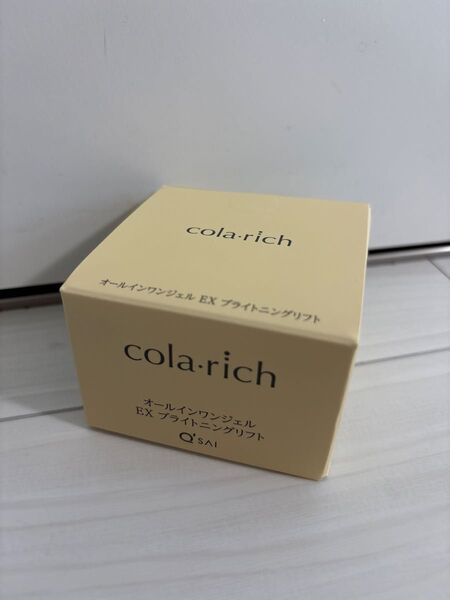 cola·rich
オールインワンジェル EX ブライトニングリフト
cola·rich
オールインワンジェル
EX ブライトニングリフト
Q'SAI